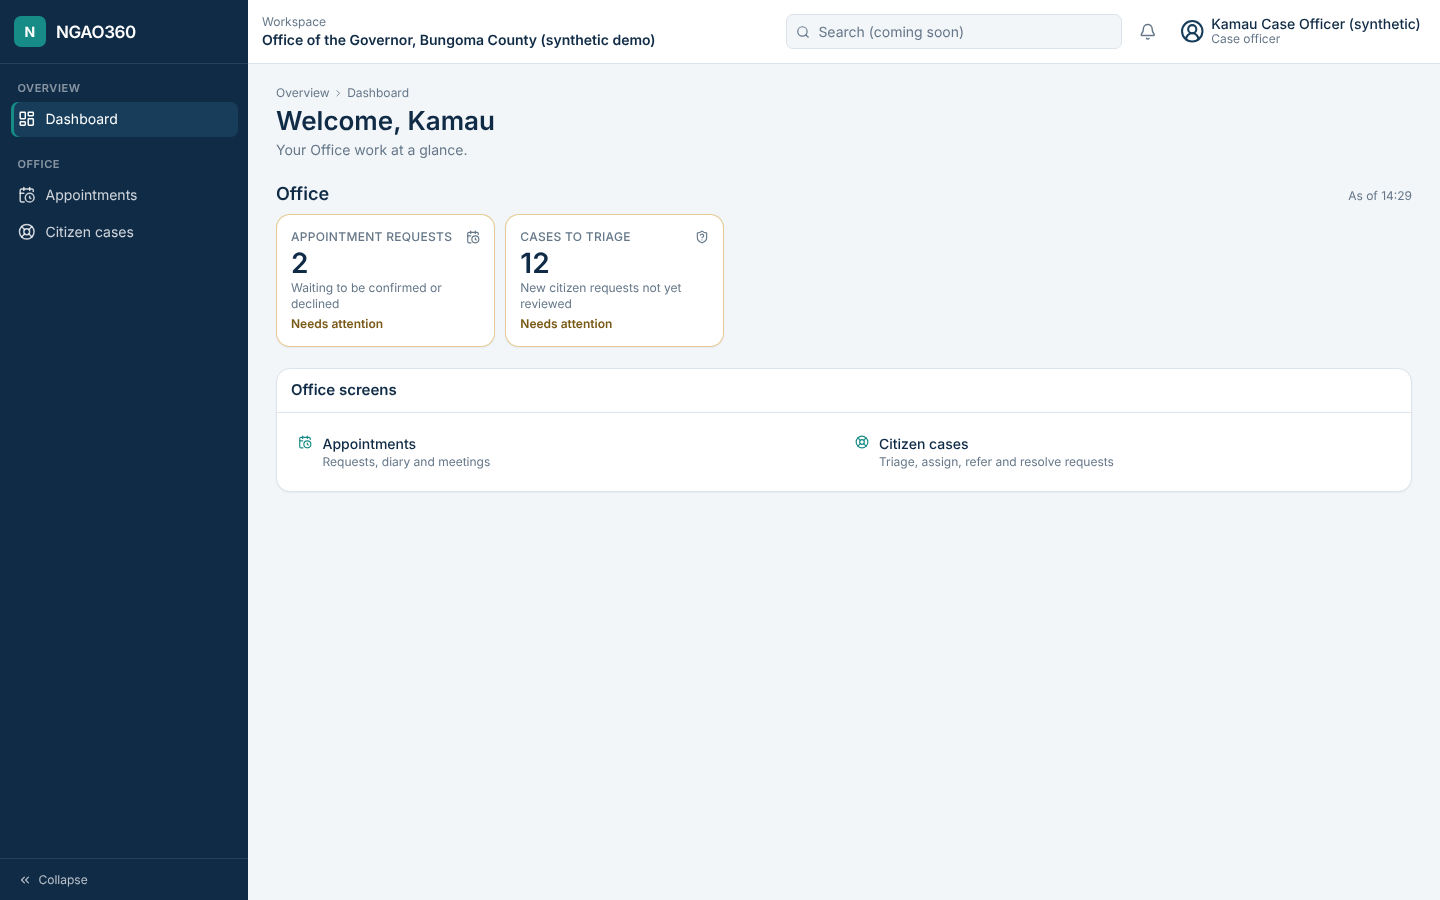 N
NGAO360
Workspace
Office of the Governor, Bungoma County (synthetic demo)
Search (coming soon)
Kamau Case Officer (synthetic)
Case officer
OVERVIEW
Dashboard
OFFICE
Appointments
Citizen cases
Collapse
Overview
Dashboard
Welcome, Kamau
Your Office work at a glance.
Office
As of 14:29
APPOINTMENT REQUESTS
2
Waiting to be confirmed or
declined
Needs attention
CASES TO TRIAGE
12
New citizen requests not yet
reviewed
Needs attention
Office screens
Appointments
Requests, diary and meetings
Citizen cases
Triage, assign, refer and resolve requests